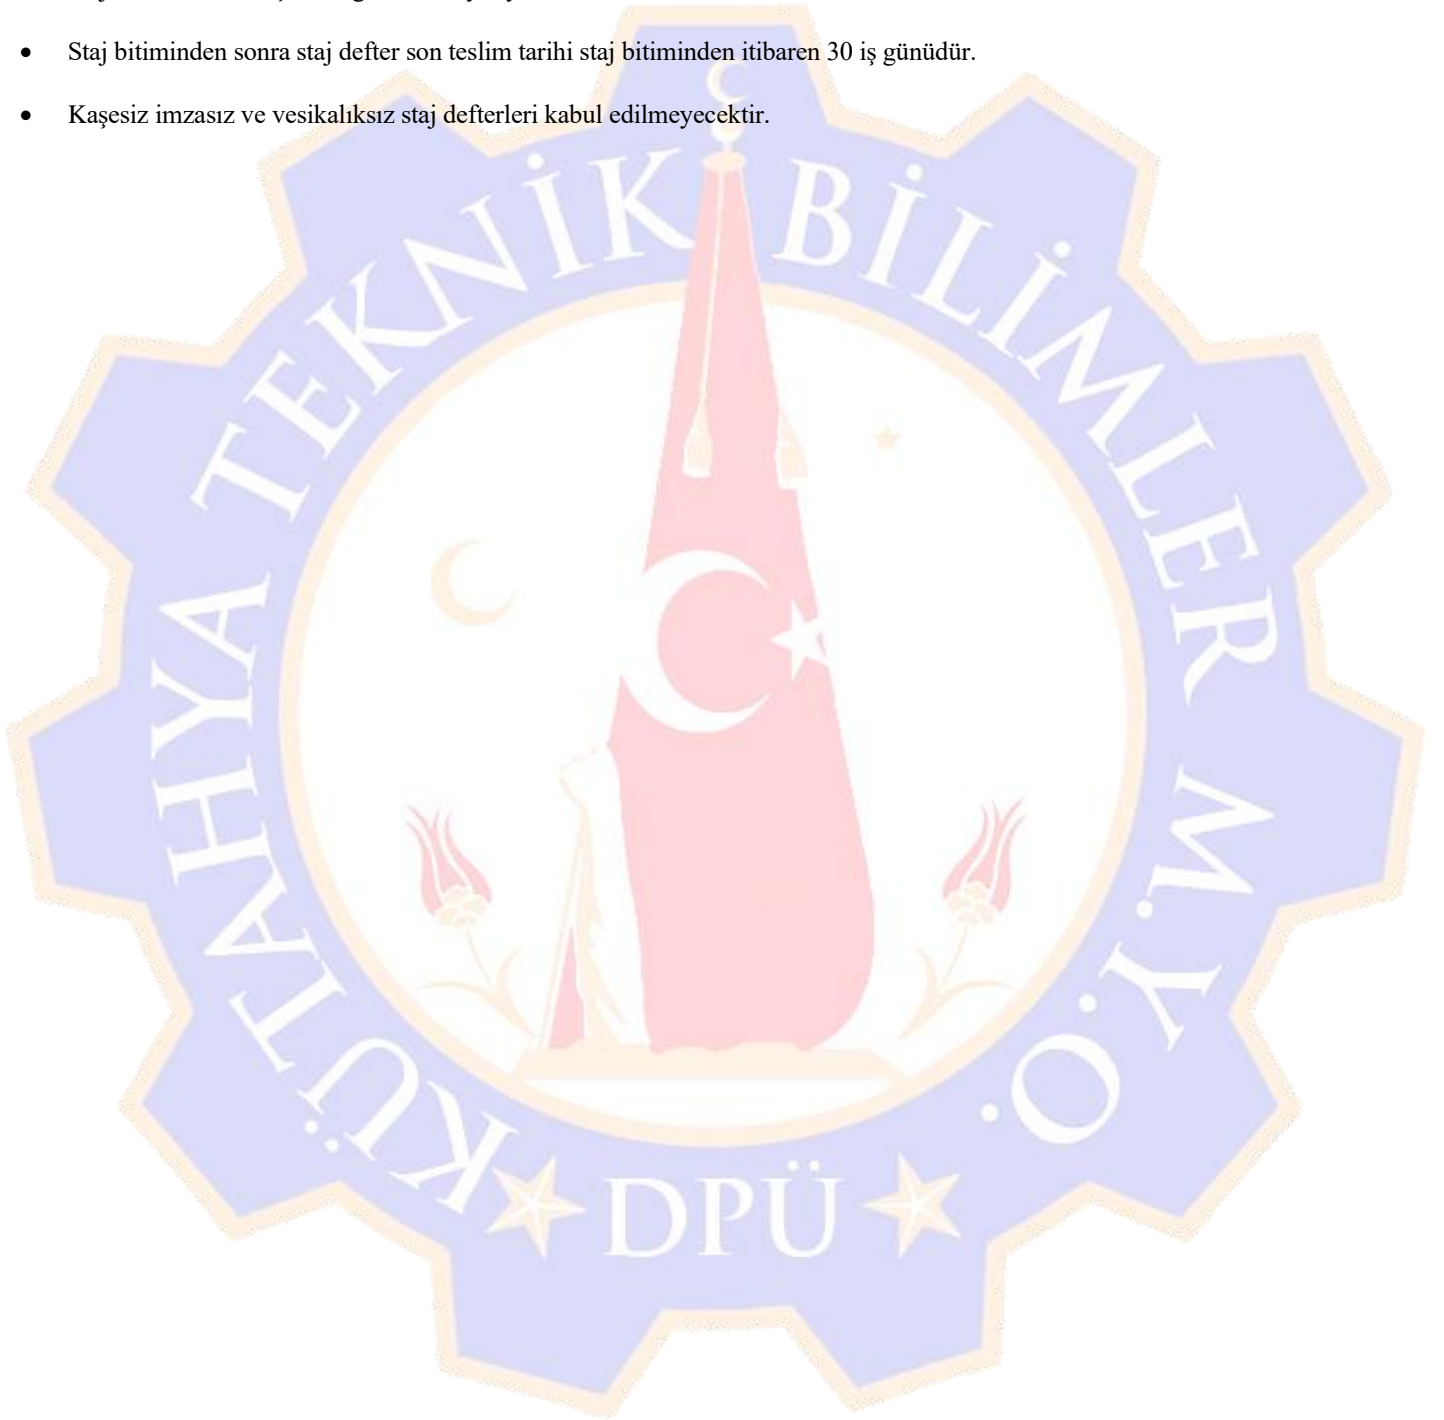 • Staj bitiminden sonra staj defter son teslim tarihi staj bitiminden itibaren 30 iş günüdür.
• Kaşesiz imzasız ve vesikalıksız staj defterleri kabul edilmeyecektir.
KÜTAHYA TEKNİK BİLİMLER M.Y.O.
DPÜ